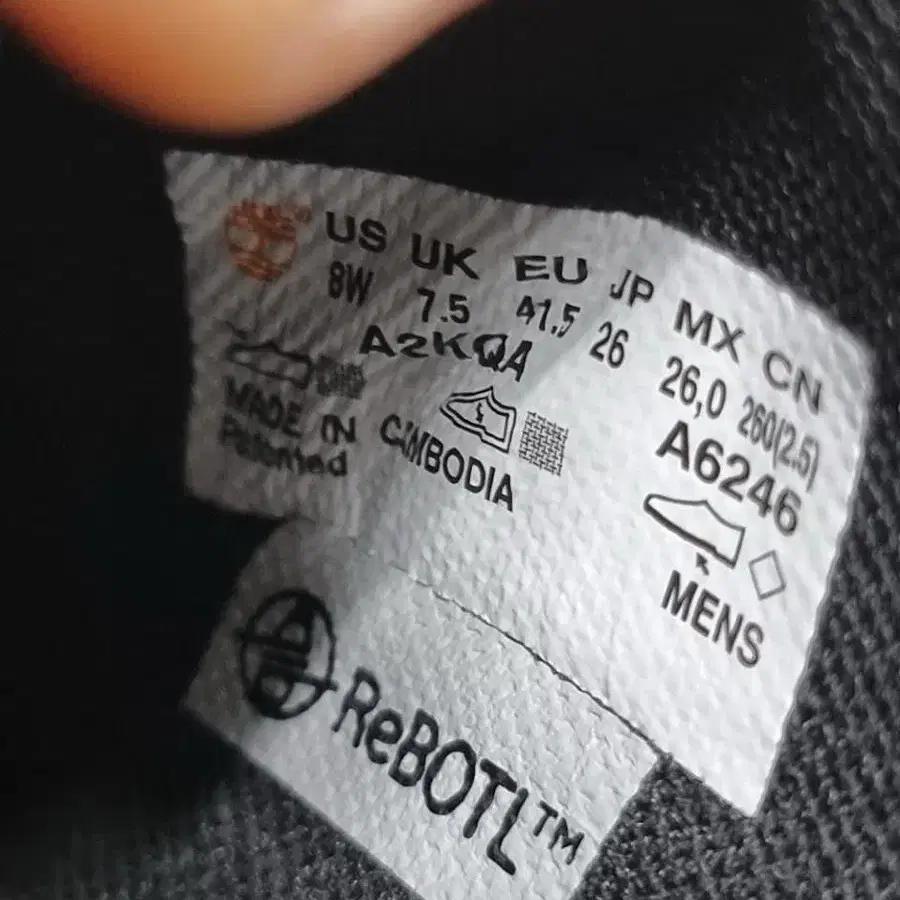 US UK EU JP MX CN
8W 7.5 41,5 26 26,0 260(2.5)
A2KQA A6246
MADE IN CAMBODIA
Patented
MENS
ReBOTL™